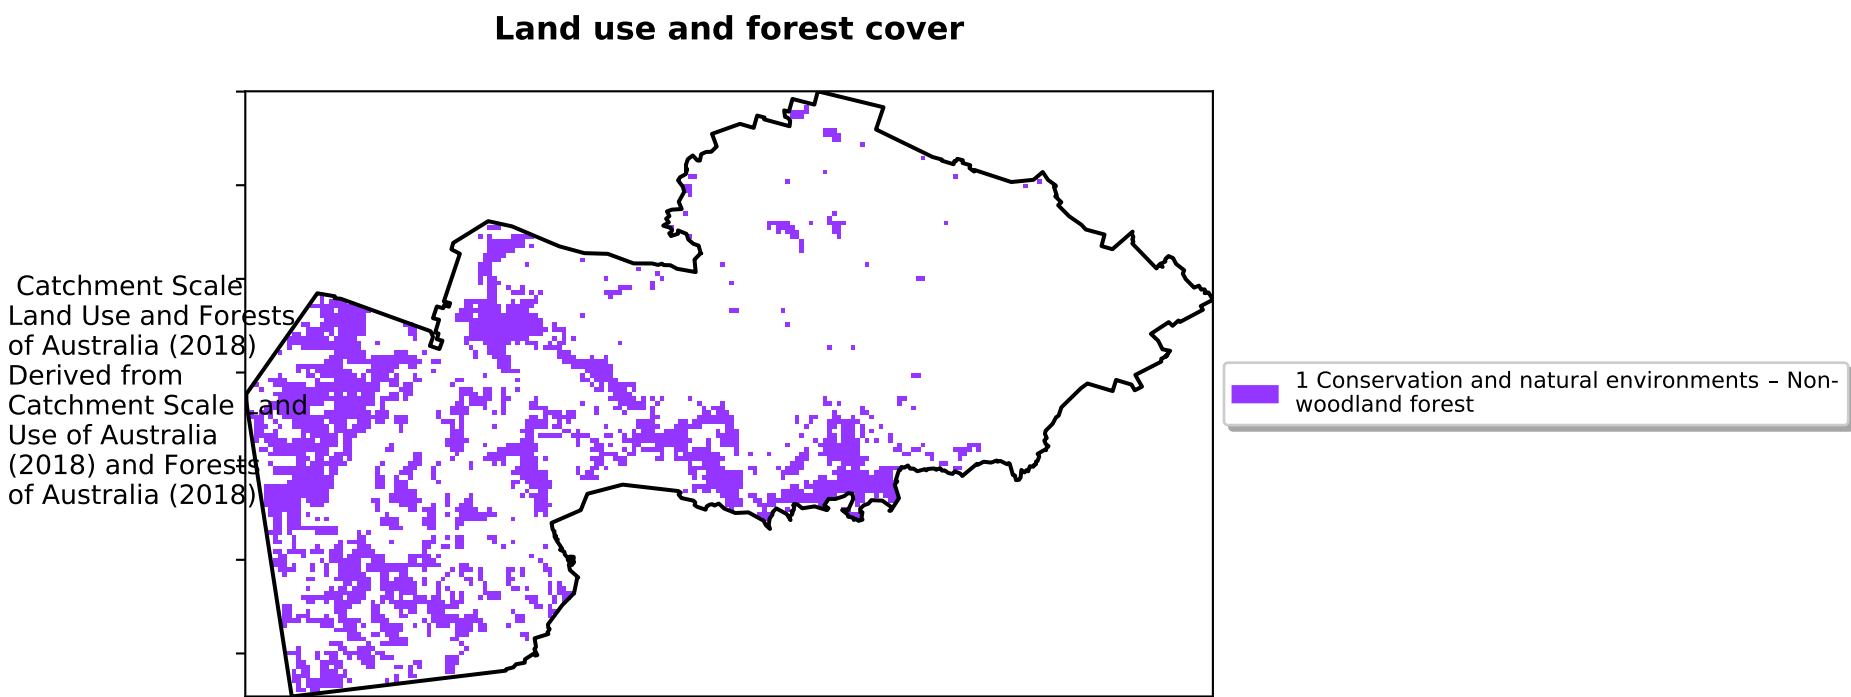 Land use and forest cover
Catchment Scale
Land Use and Forests
of Australia (2018)
Derived from
Catchment Scale Land
Use of Australia
(2018) and Forests
of Australia (2018)
1 Conservation and natural environments – Non-
woodland forest